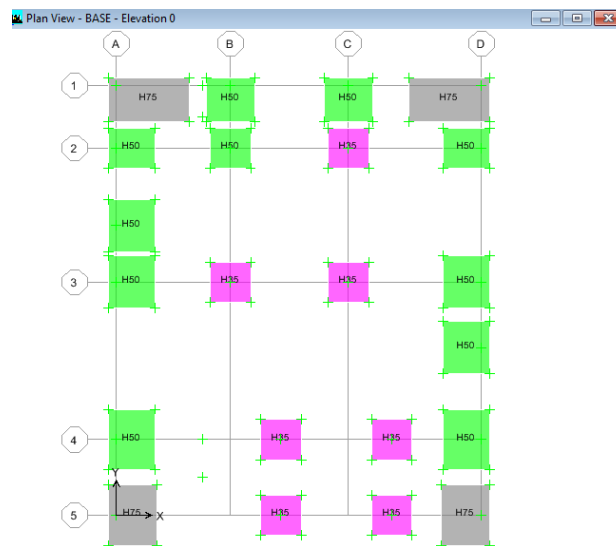 Plan View - BASE - Elevation 0
A B C D
1 H75 H50 H50 H75
2 H50 H50 H35 H50
H50
3 H50 H35 H35 H50
H50
4 H50 H35 H35 H50
Y
5 H75 X H35 H35 H75